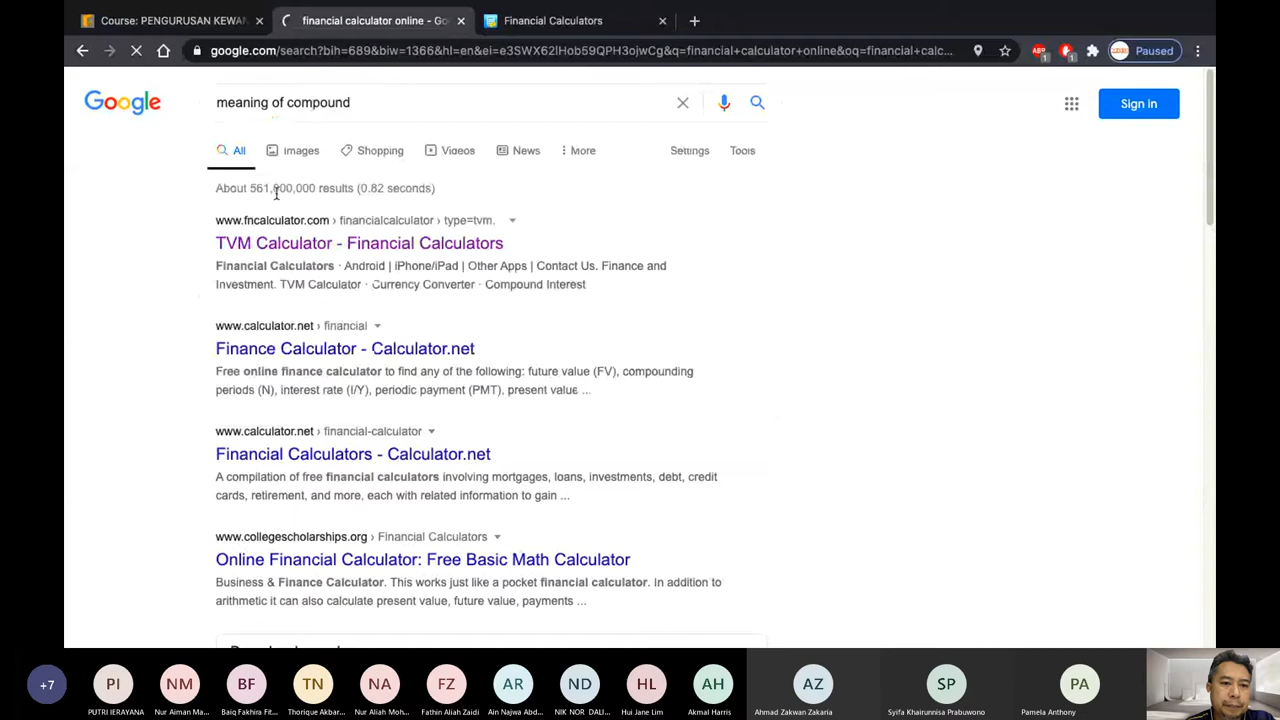 Course: PENGURUSAN KEWAN
financial calculator online - Go
Financial Calculators
google.com/search?bih=689&biw=1366&hl=en&ei=e3SWX62lHob59QPH3ojwCg&q=financial+calculator+online&oq=financial+calc...
Paused
Google
meaning of compound
Sign in
All
Images
Shopping
Videos
News
More
Settings
Tools
About 561,000,000 results (0.82 seconds)
www.fncalculator.com › financialcalculator › type=tvm.
TVM Calculator - Financial Calculators
Financial Calculators · Android | iPhone/iPad | Other Apps | Contact Us. Finance and
Investment. TVM Calculator · Currency Converter · Compound Interest
www.calculator.net › financial
Finance Calculator - Calculator.net
Free online finance calculator to find any of the following: future value (FV), compounding
periods (N), interest rate (I/Y), periodic payment (PMT), present value ...
www.calculator.net › financial-calculator
Financial Calculators - Calculator.net
A compilation of free financial calculators involving mortgages, loans, investments, debt, credit
cards, retirement, and more, each with related information to gain ...
www.collegescholarships.org › Financial Calculators
Online Financial Calculator: Free Basic Math Calculator
Business & Finance Calculator. This works just like a pocket financial calculator. In addition to
arithmetic it can also calculate present value, future value, payments ...
+7
PI
NM
BF
TN
NA
FZ
AR
ND
HL
AH
AZ
SP
PA
PUTRI IERAYANA
Nur Aiman Ma...
Baiq Fakhira Fit...
Thorique Akbar...
Nur Aliah Moh...
Fathin Aliah Zaidi
Ain Najwa Abd...
NIK NOR DALI...
Hui Jane Lim
Akmal Harris
Ahmad Zakwan Zakaria
Syifa Khairunnisa Prabuwono
Pamela Anthony